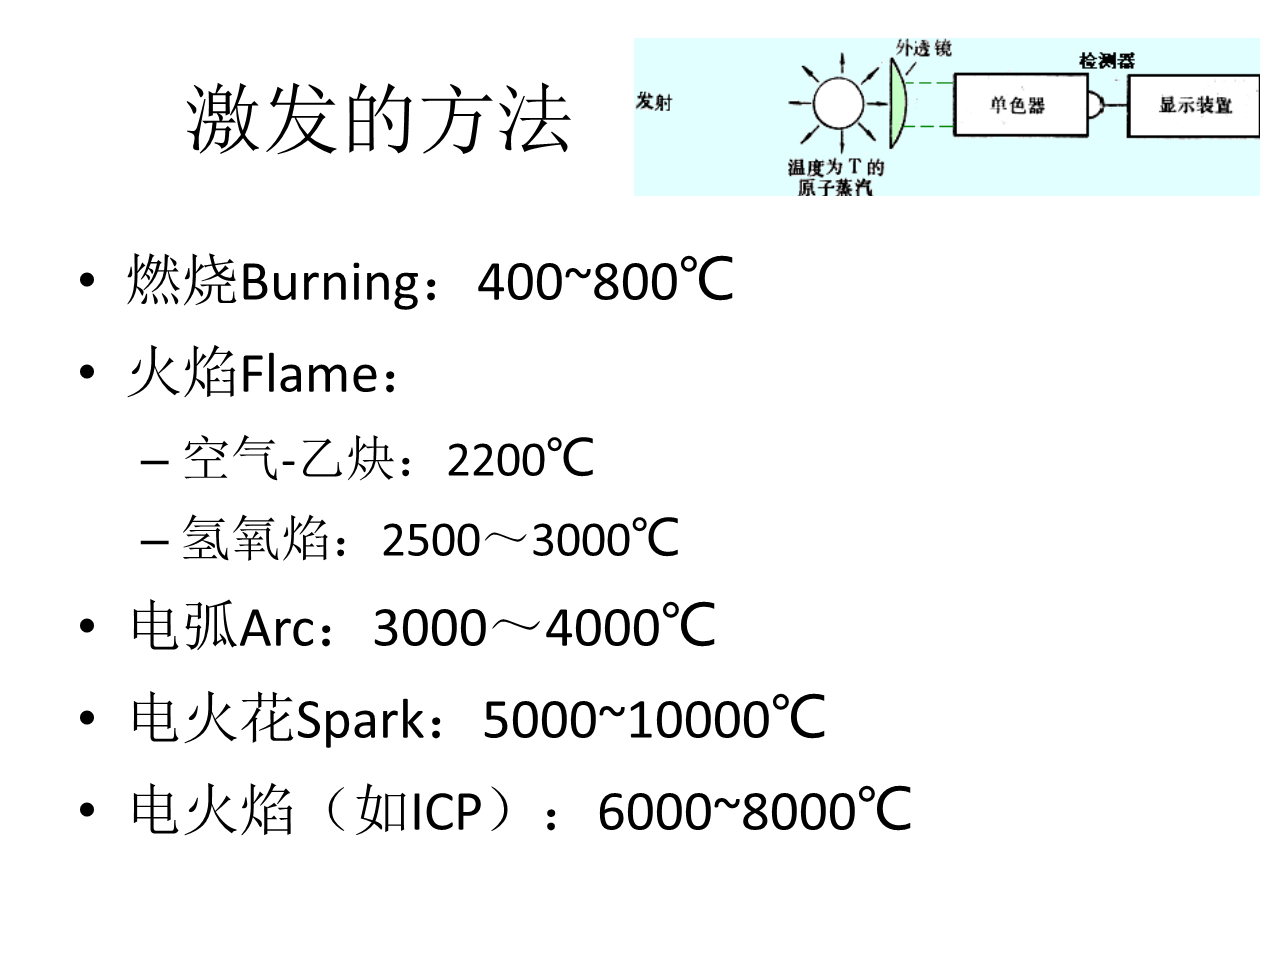 激发的方法
外透镜
检测器
发射
单色器
显示装置
温度为 T 的
原子蒸汽
• 燃烧Burning：400~800℃
• 火焰Flame：
– 空气-乙炔：2200℃
– 氢氧焰：2500～3000℃
• 电弧Arc：3000～4000℃
• 电火花Spark：5000~10000℃
• 电火焰（如ICP）：6000~8000℃